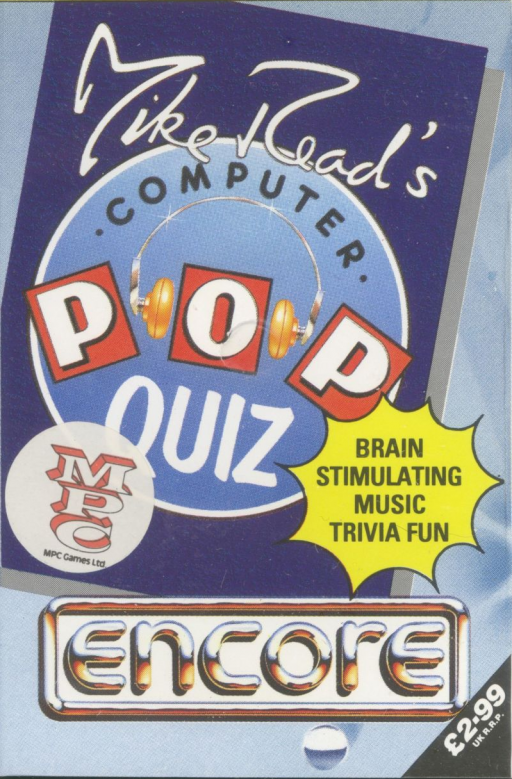 Mike Read's
·COMPUTER·
POP
QUIZ
BRAIN
STIMULATING
MUSIC
TRIVIA FUN
MPC
MPC Games Ltd
encore
£2·99
UK R.R.P.